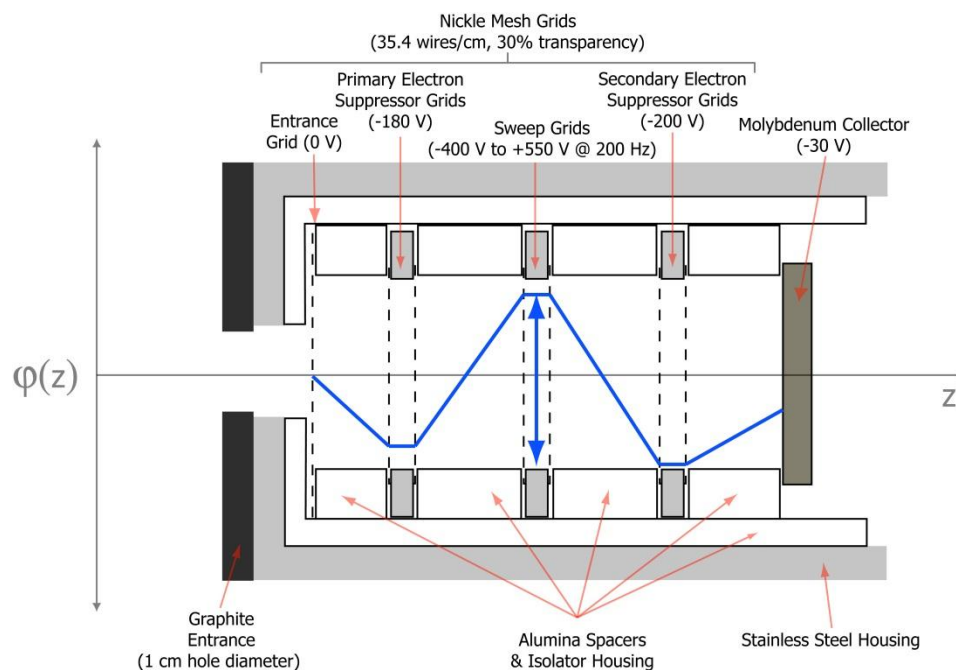 Nickle Mesh Grids
(35.4 wires/cm, 30% transparency)
Primary Electron
Suppressor Grids
(-180 V)
Secondary Electron
Suppressor Grids
(-200 V)
Entrance
Grid (0 V)
Sweep Grids
(-400 V to +550 V @ 200 Hz)
Molybdenum Collector
(-30 V)
φ(z)
z
Graphite
Entrance
(1 cm hole diameter)
Alumina Spacers
& Isolator Housing
Stainless Steel Housing